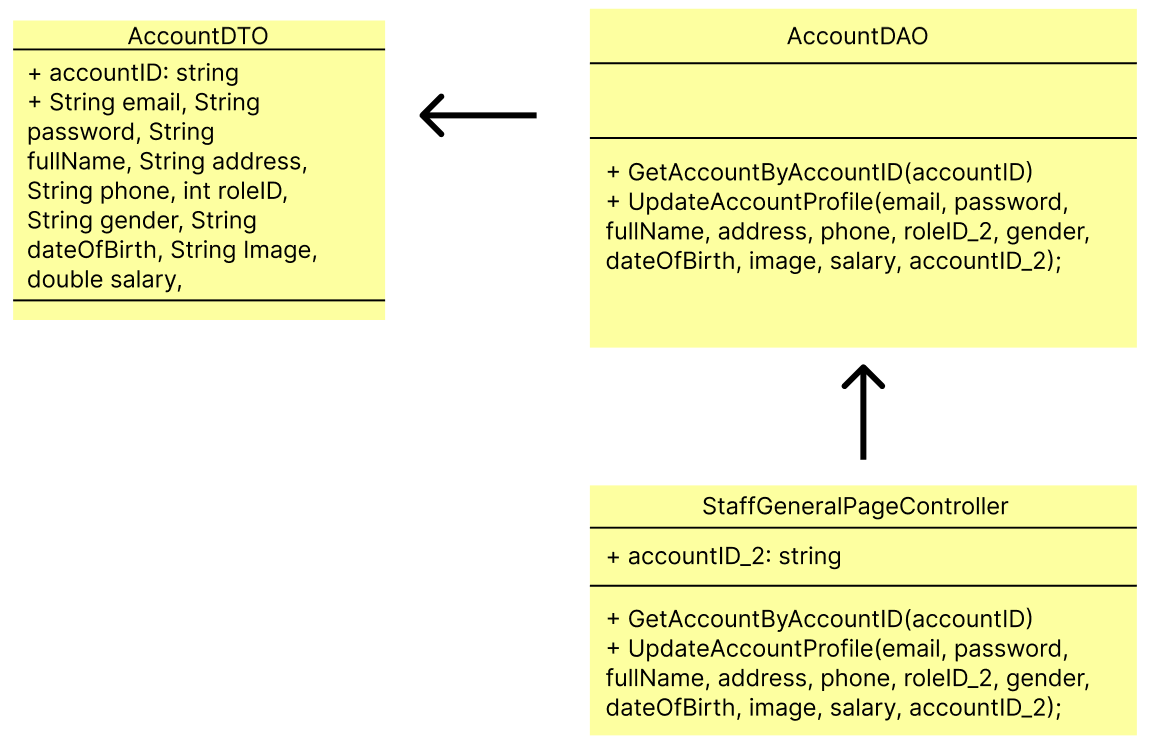 AccountDTO
+ accountID: string
+ String email, String
password, String
fullName, String address,
String phone, int roleID,
String gender, String
dateOfBirth, String Image,
double salary,
AccountDAO
+ GetAccountByAccountID(accountID)
+ UpdateAccountProfile(email, password,
fullName, address, phone, roleID_2, gender,
dateOfBirth, image, salary, accountID_2);
StaffGeneralPageController
+ accountID_2: string
+ GetAccountByAccountID(accountID)
+ UpdateAccountProfile(email, password,
fullName, address, phone, roleID_2, gender,
dateOfBirth, image, salary, accountID_2);